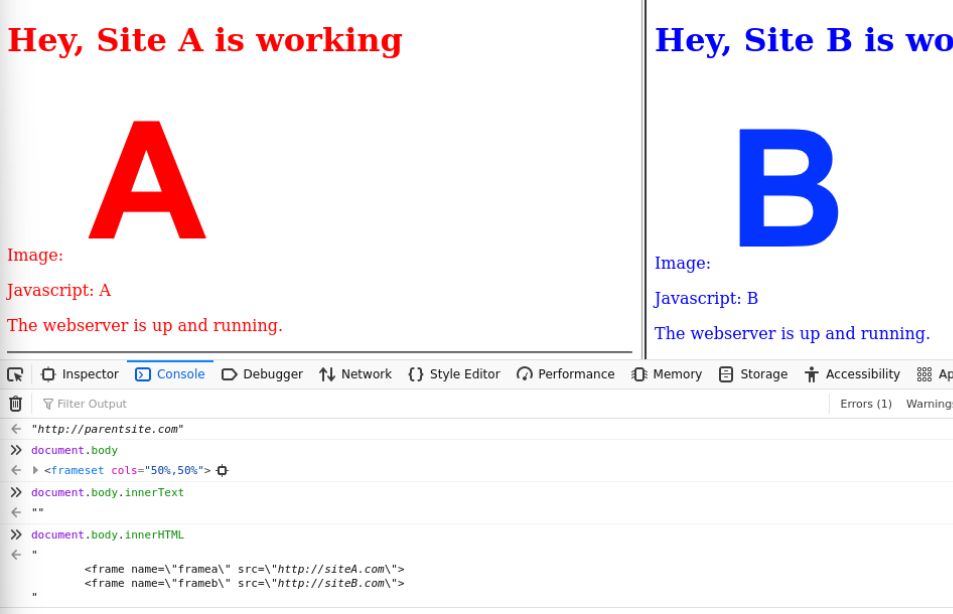 Hey, Site A is working
A
Image:
Javascript: A
The webserver is up and running.
Hey, Site B is wo
B
Image:
Javascript: B
The webserver is up and running.
Inspector Console Debugger Network Style Editor Performance Memory Storage Accessibility Ap
Filter Output Errors (1) Warning
"http://parentsite.com"
document.body
<frameset cols="50%,50%">
document.body.innerText
""
document.body.innerHTML
"
<frame name=\"framea\" src=\"http://siteA.com\">
<frame name=\"frameb\" src=\"http://siteB.com\">
"